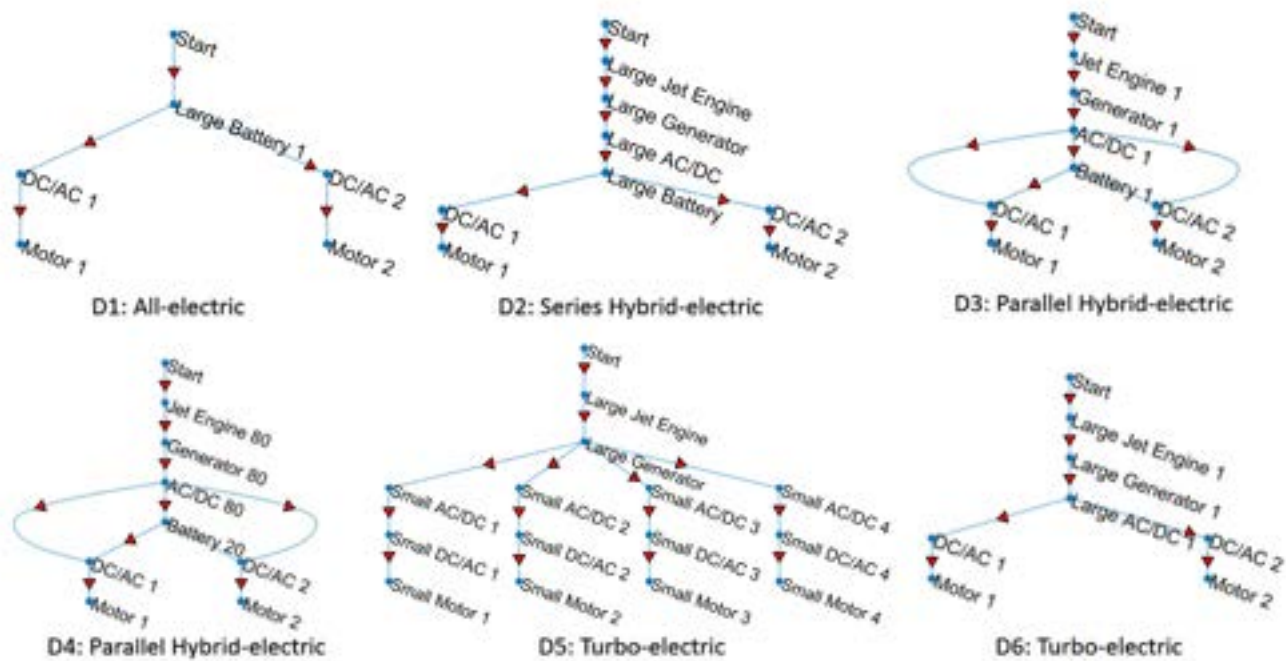 Start
Large Battery 1
DC/AC 1
DC/AC 2
Motor 1
Motor 2
D1: All-electric
Start
Large Jet Engine
Large Generator
Large AC/DC
Large Battery
DC/AC 1
DC/AC 2
Motor 1
Motor 2
D2: Series Hybrid-electric
Start
Jet Engine 1
Generator 1
AC/DC 1
Battery 1
DC/AC 1
DC/AC 2
Motor 1
Motor 2
D3: Parallel Hybrid-electric
Start
Jet Engine 80
Generator 80
AC/DC 80
Battery 20
DC/AC 1
DC/AC 2
Motor 1
Motor 2
D4: Parallel Hybrid-electric
Start
Large Jet Engine
Large Generator
Small AC/DC 1
Small AC/DC 2
Small AC/DC 3
Small AC/DC 4
Small DC/AC 1
Small DC/AC 2
Small DC/AC 3
Small DC/AC 4
Small Motor 1
Small Motor 2
Small Motor 3
Small Motor 4
D5: Turbo-electric
Start
Large Jet Engine 1
Large Generator 1
Large AC/DC 1
DC/AC 1
DC/AC 2
Motor 1
Motor 2
D6: Turbo-electric